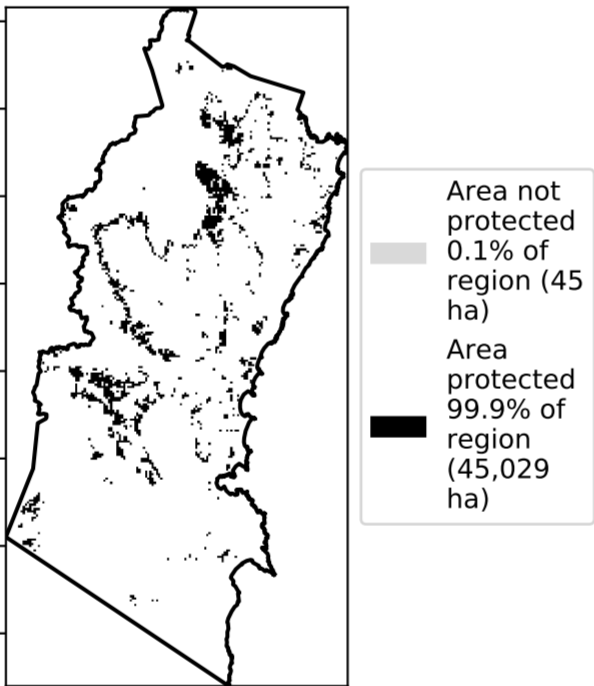 Area not
protected
0.1% of
region (45
ha)
Area
protected
99.9% of
region
(45,029
ha)